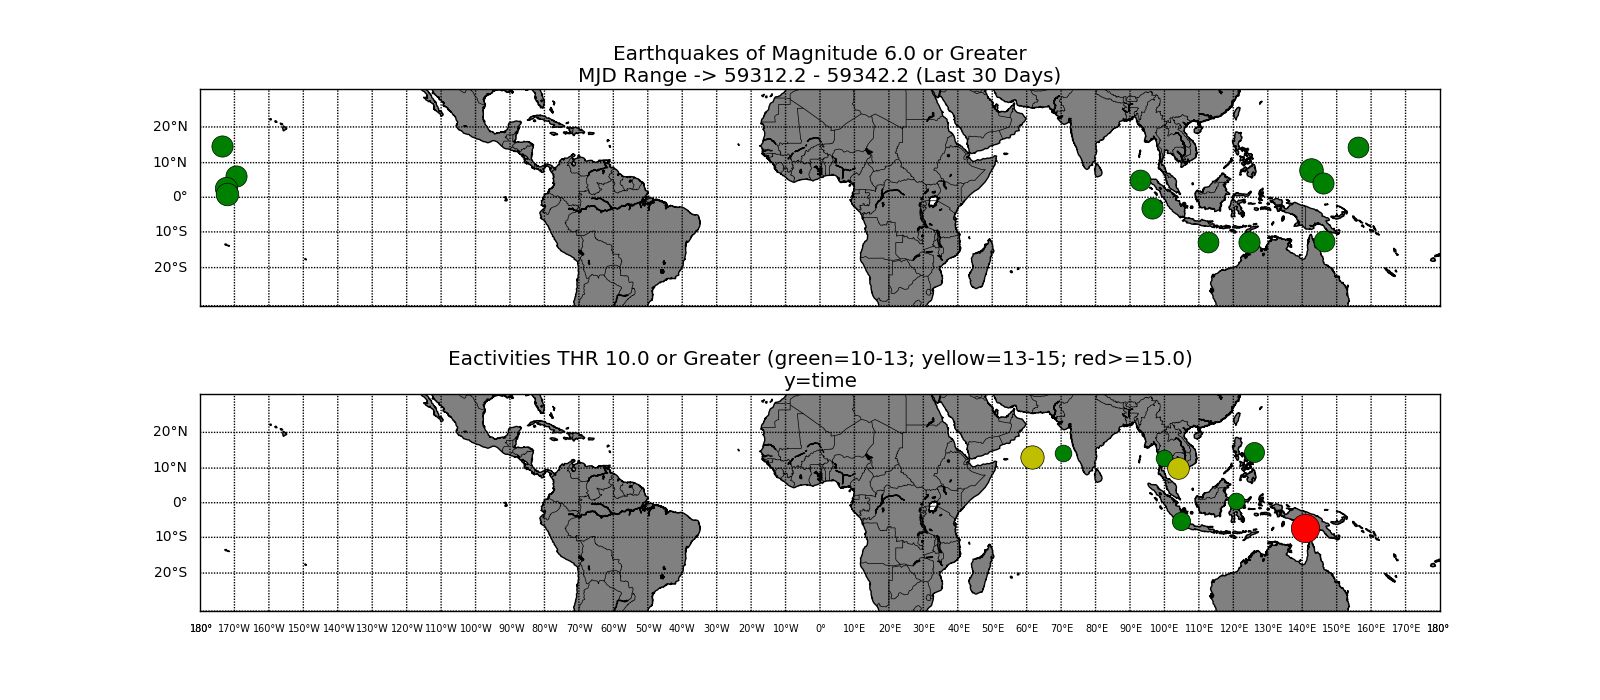 Earthquakes of Magnitude 6.0 or Greater
MJD Range -> 59312.2 - 59342.2 (Last 30 Days)
20°N
10°N
0°
10°S
20°S
Eactivities THR 10.0 or Greater (green=10-13; yellow=13-15; red>=15.0)
y=time
20°N
10°N
0°
10°S
20°S
180° 170°W 160°W 150°W 140°W 130°W 120°W 110°W 100°W 90°W 80°W 70°W 60°W 50°W 40°W 30°W 20°W 10°W 0° 10°E 20°E 30°E 40°E 50°E 60°E 70°E 80°E 90°E 100°E 110°E 120°E 130°E 140°E 150°E 160°E 170°E 180°